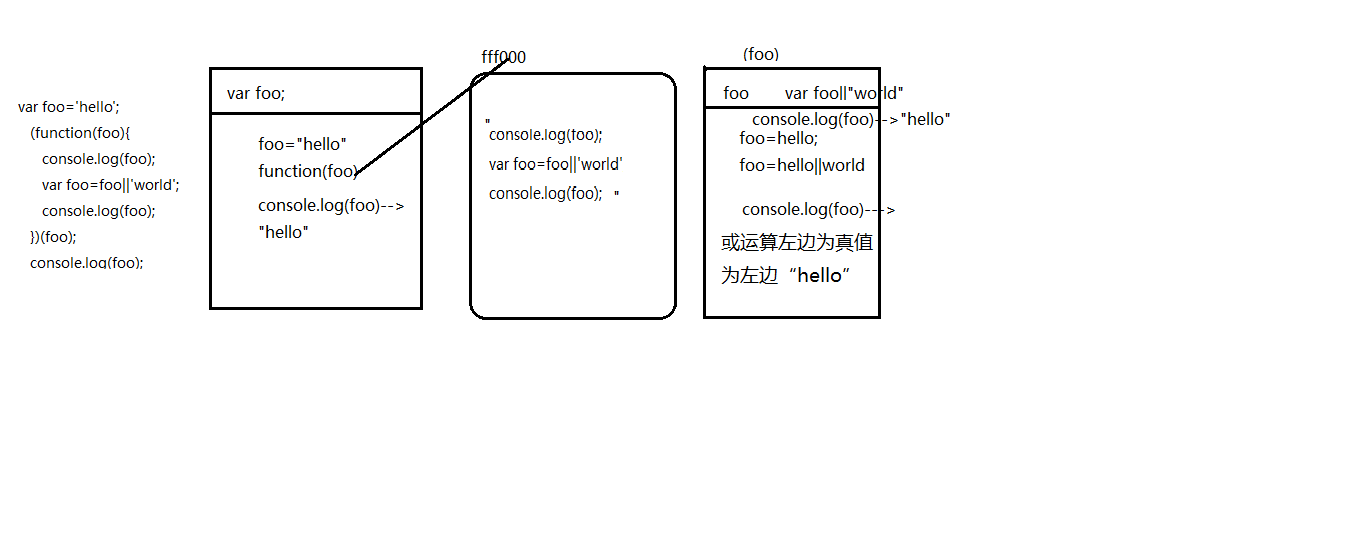 var foo='hello';
(function(foo){
console.log(foo);
var foo=foo||'world';
console.log(foo);
})(foo);
console.log(foo);
var foo;
foo="hello"
function(foo)
console.log(foo)-->
"hello"
fff000
"
console.log(foo);
var foo=foo||'world'
console.log(foo); "
(foo)
foo var foo||"world"
console.log(foo)-->"hello"
foo=hello;
foo=hello||world
console.log(foo)--->
或运算左边为真值
为左边“hello”